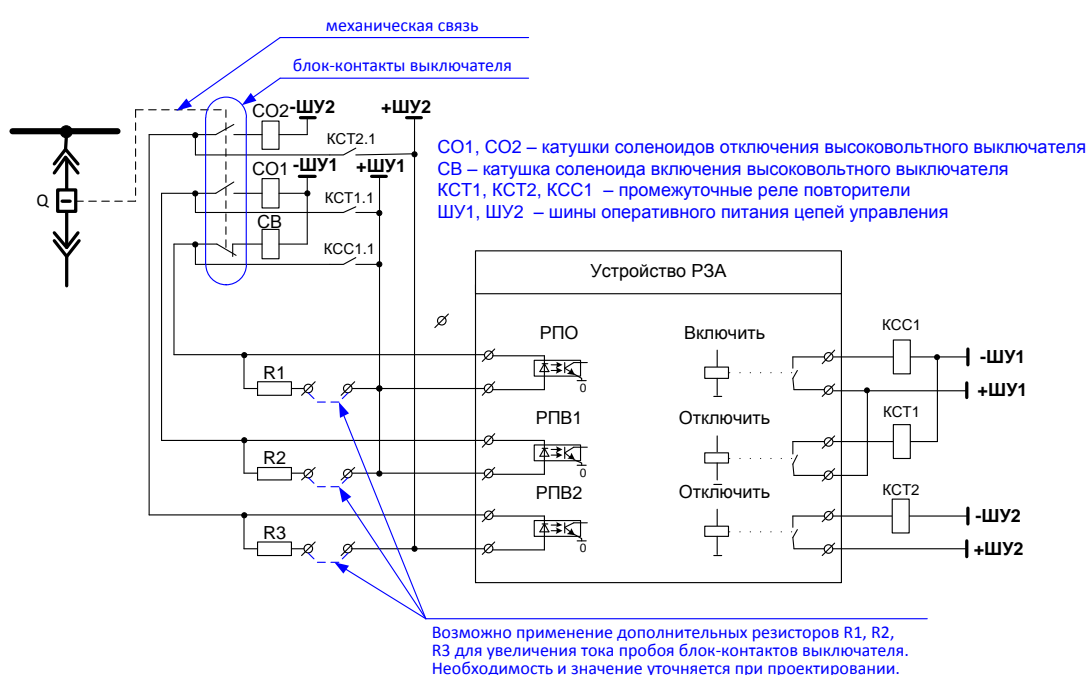 механическая связь
блок-контакты выключателя
СО2
-ШУ2
+ШУ2
КСТ2.1
СО1
-ШУ1
+ШУ1
КСТ1.1
СВ
КСС1.1
Q
СО1, СО2 – катушки соленоидов отключения высоковольтного выключателя
СВ – катушка соленоида включения высоковольтного выключателя
КСТ1, КСТ2, КСС1 – промежуточные реле повторители
ШУ1, ШУ2 – шины оперативного питания цепей управления
Устройство РЗА
РПО
Включить
КСС1
-ШУ1
0
R1
+ШУ1
РПВ1
Отключить
КСТ1
R2
0
РПВ2
Отключить
КСТ2
-ШУ2
R3
0
+ШУ2
Возможно применение дополнительных резисторов R1, R2,
R3 для увеличения тока пробоя блок-контактов выключателя.
Необходимость и значение уточняется при проектировании.